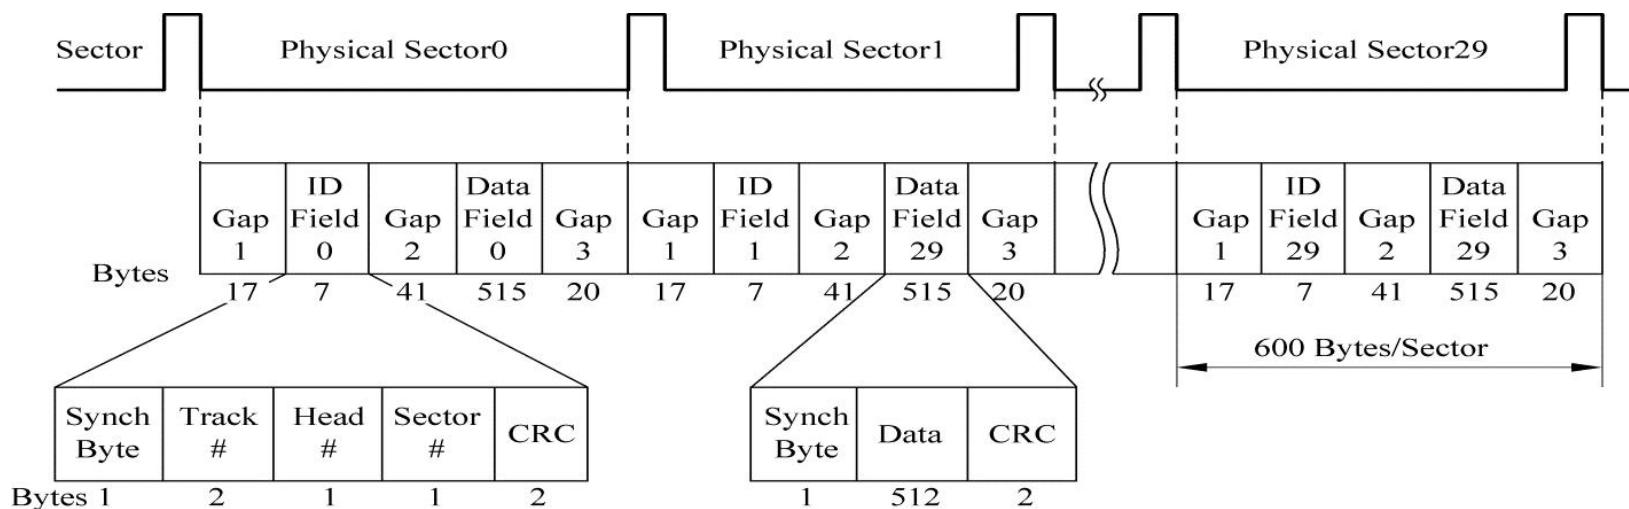 Sector
Physical Sector0
Physical Sector1
Physical Sector29
Gap
1
ID
Field
0
Gap
2
Data
Field
0
Gap
3
Gap
1
ID
Field
1
Gap
2
Data
Field
29
Gap
3
Gap
1
ID
Field
29
Gap
2
Data
Field
29
Gap
3
Bytes
17 7 41 515 20 17 7 41 515 20 17 7 41 515 20
600 Bytes/Sector
Synch
Byte
Track
#
Head
#
Sector
#
CRC
Synch
Byte
Data
CRC
Bytes 1 2 1 1 2 1 512 2